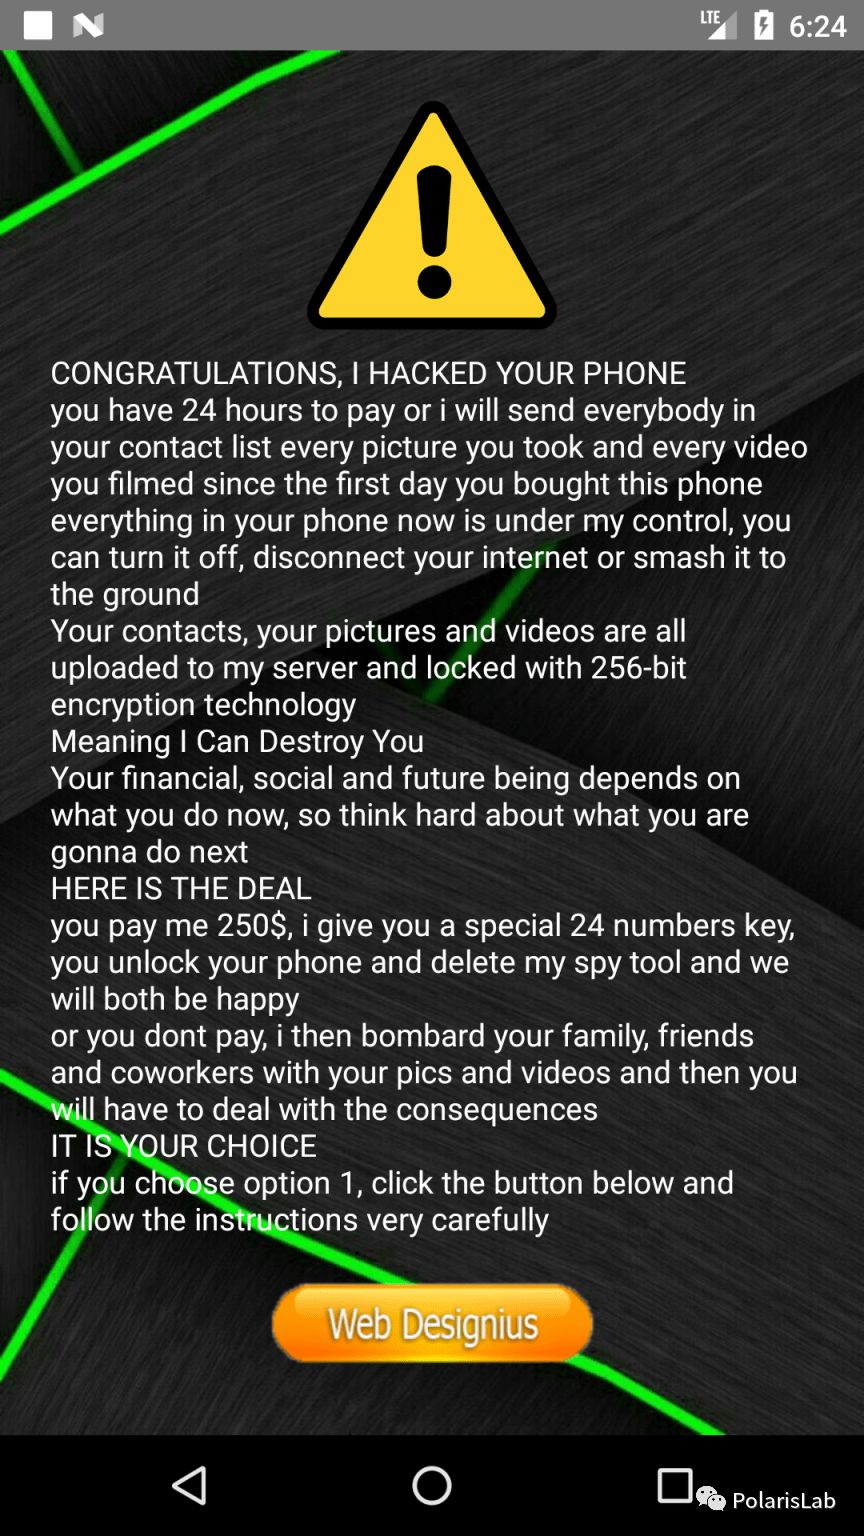 LTE 6:24
CONGRATULATIONS, I HACKED YOUR PHONE
you have 24 hours to pay or i will send everybody in
your contact list every picture you took and every video
you filmed since the first day you bought this phone
everything in your phone now is under my control, you
can turn it off, disconnect your internet or smash it to
the ground
Your contacts, your pictures and videos are all
uploaded to my server and locked with 256-bit
encryption technology
Meaning I Can Destroy You
Your financial, social and future being depends on
what you do now, so think hard about what you are
gonna do next
HERE IS THE DEAL
you pay me 250$, i give you a special 24 numbers key,
you unlock your phone and delete my spy tool and we
will both be happy
or you dont pay, i then bombard your family, friends
and coworkers with your pics and videos and then you
will have to deal with the consequences
IT IS YOUR CHOICE
if you choose option 1, click the button below and
follow the instructions very carefully
Web Designius
PolarisLab